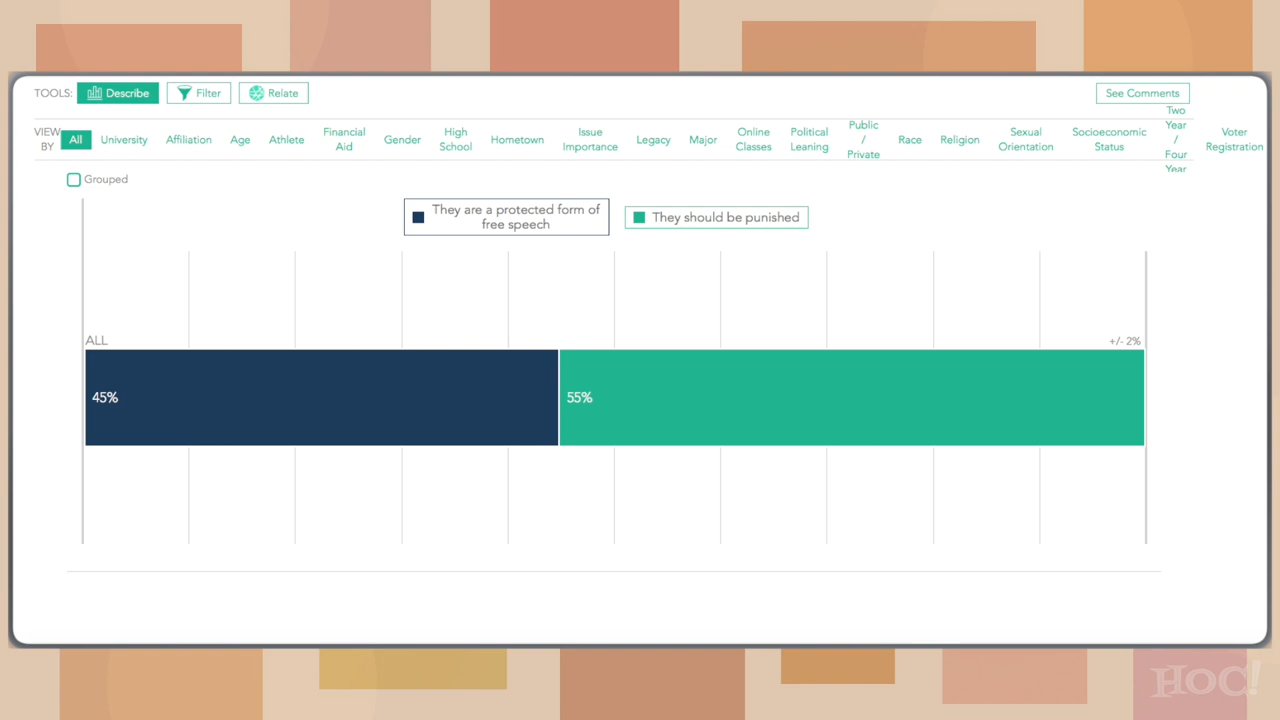 TOOLS: Describe Filter Relate See Comments
VIEW BY
All
University
Affiliation
Age
Athlete
Financial Aid
Gender
High School
Hometown
Issue Importance
Legacy
Major
Online Classes
Political Leaning
Public / Private
Race
Religion
Sexual Orientation
Socioeconomic Status
Two Year / Four Year
Voter Registration
Grouped
They are a protected form of
free speech
They should be punished
ALL +/- 2%
45% 55%
HOC!